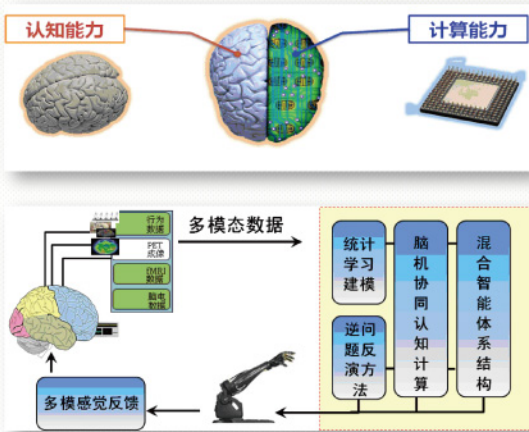 认知能力
计算能力
行为
数据
PET
成像
fMRI
数据
脑电
数据
多模态数据
统计
学习
建模
逆问
题反
演方
法
脑机协同认知计算
混合智能体系结构
多模感觉反馈